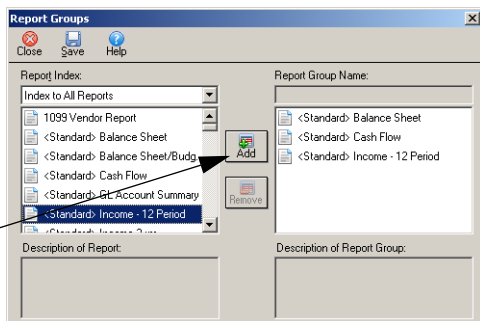 Report Groups
Close Save Help
Report Index:
Index to All Reports
1099 Vendor Report
<Standard> Balance Sheet
<Standard> Balance Sheet/Budg.
<Standard> Cash Flow
<Standard> GL Account Summary
<Standard> Income - 12 Period
<Standard> Income
Add
Remove
Report Group Name:
<Standard> Balance Sheet
<Standard> Cash Flow
<Standard> Income - 12 Period
Description of Report:
Description of Report Group: